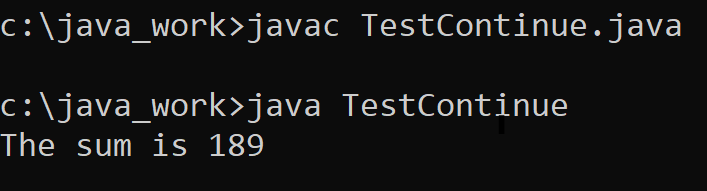 c:\java_work>javac TestContinue.java
c:\java_work>java TestContinue
The sum is 189